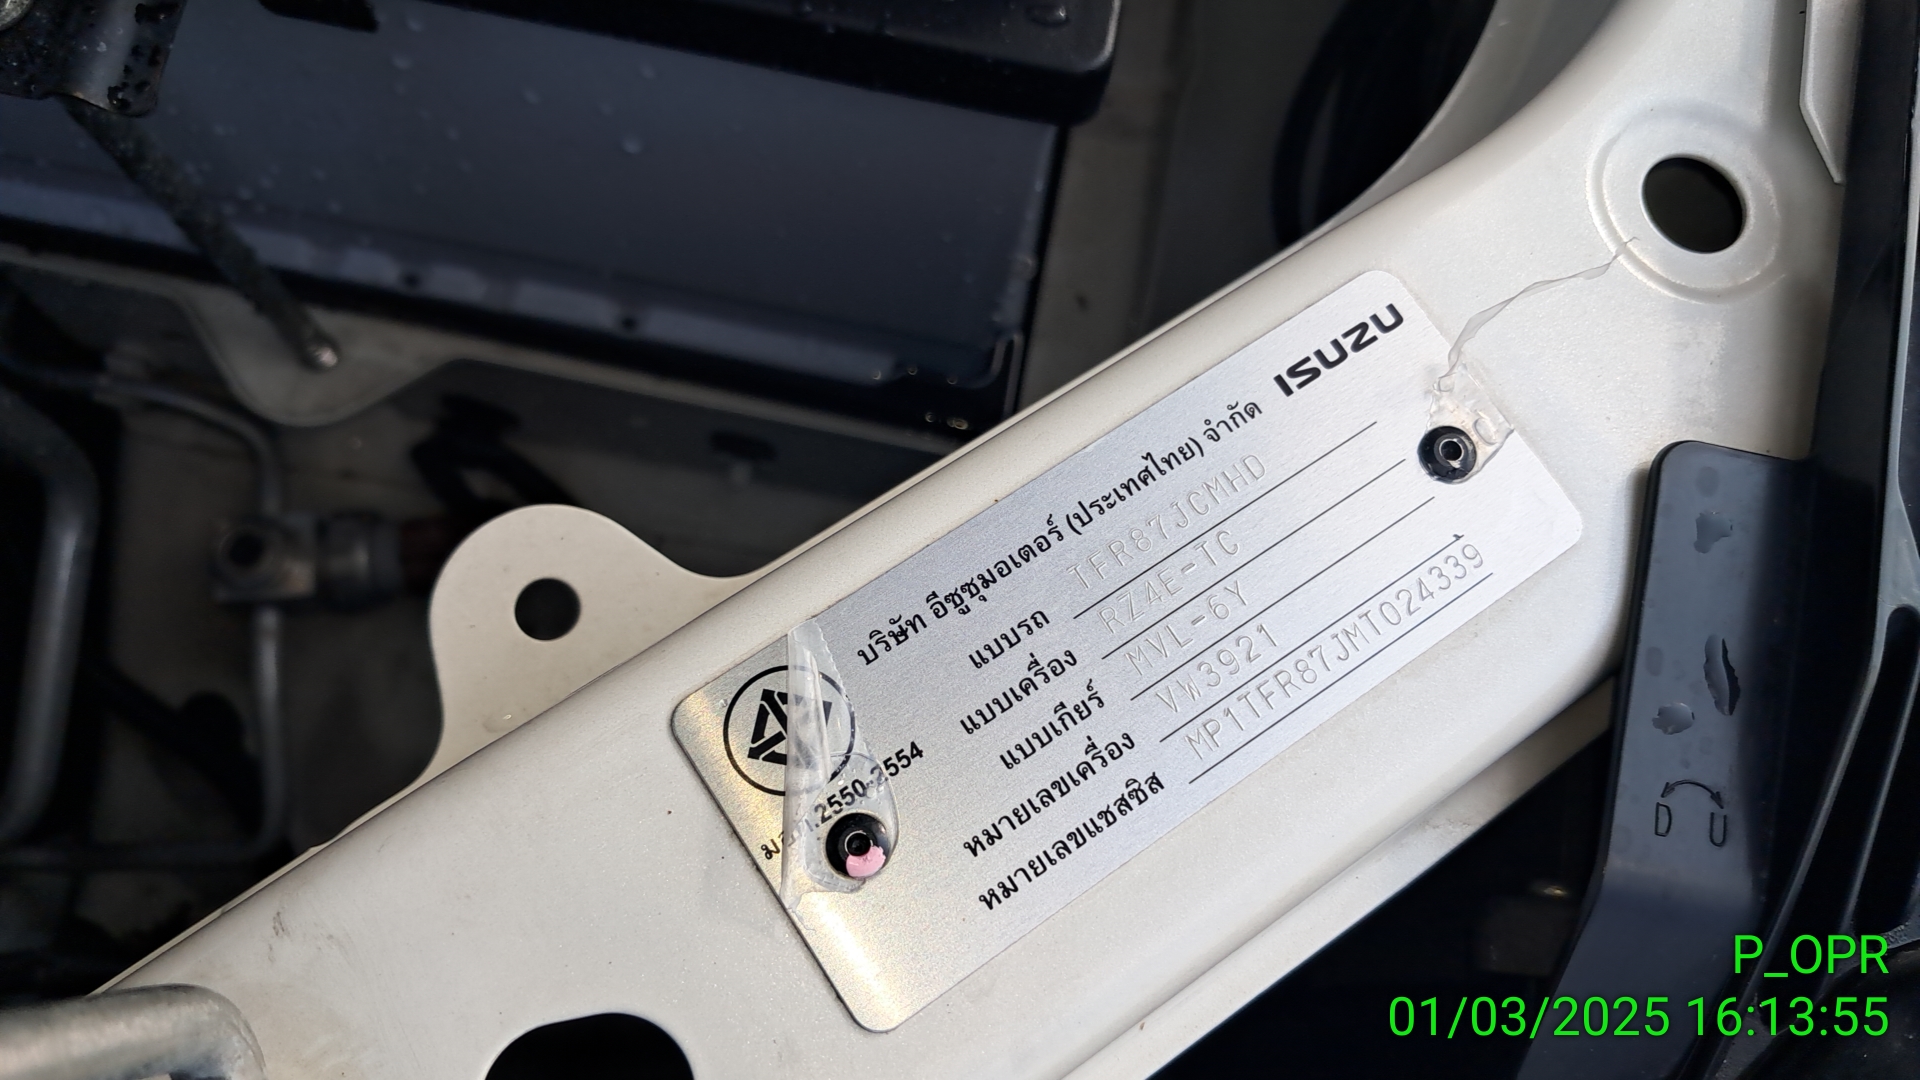 ISUZU
บริษัท อีซูซุมอเตอร์ (ประเทศไทย) จำกัด
แบบรถ TFR87JCMHD
แบบเครื่อง RZ4E-TC
แบบเกียร์ MVL-6Y
หมายเลขเครื่อง VW3921
หมายเลขแชสซิส MP1TFR87JMT024339
2550-2554
D U
P_OPR
01/03/2025 16:13:55